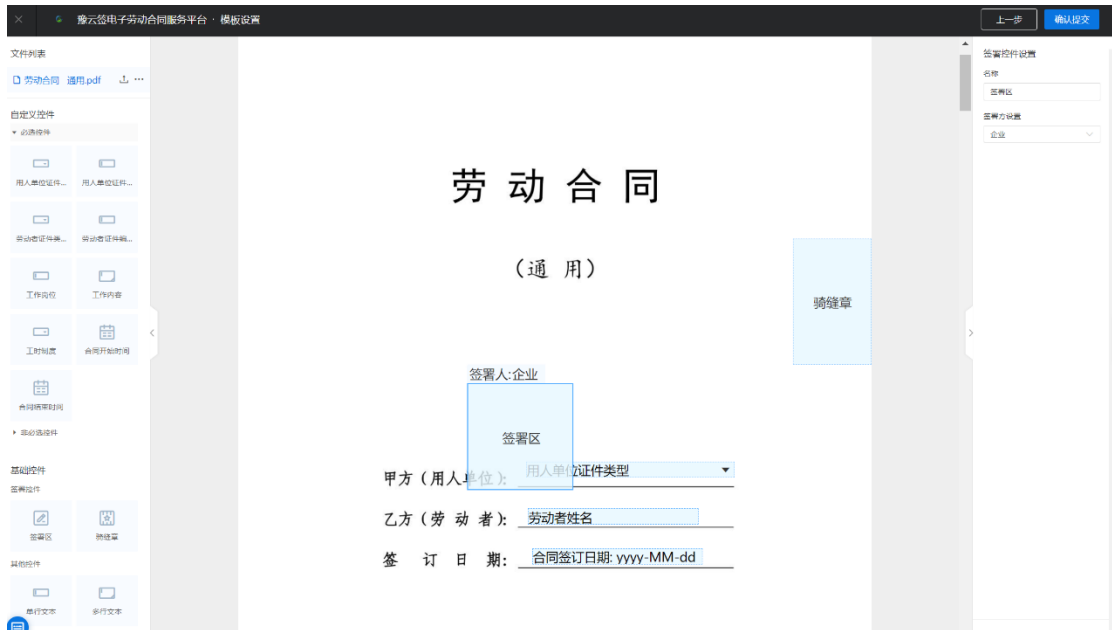 豫云签电子劳动合同服务平台 · 模板设置
上一步
确认提交
文件列表
劳动合同 通用.pdf
自定义控件
必选控件
用人单位证件...
用人单位证件...
劳动者证件类...
劳动者证件编...
工作岗位
工作内容
工时制度
合同开始时间
合同结束时间
非必选控件
基础控件
签署控件
签署区
骑缝章
其他控件
单行文本
多行文本
劳动合同
(通 用)
骑缝章
签署人:企业
签署区
甲方(用人单位): 用人单位证件类型
乙方(劳 动 者): 劳动者姓名
签 订 日 期: 合同签订日期: yyyy-MM-dd
签署控件设置
名称
签署区
签署方设置
企业